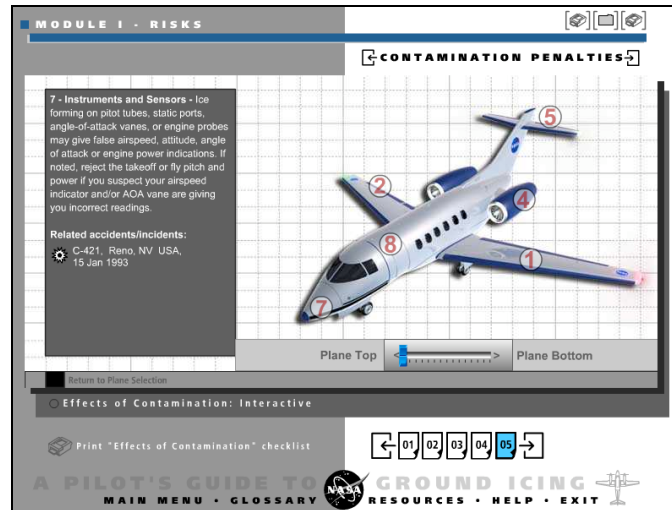 MODULE I - RISKS
CONTAMINATION PENALTIES
7 - Instruments and Sensors - Ice
forming on pitot tubes, static ports,
angle-of-attack vanes, or engine probes
may give false airspeed, attitude, angle
of attack or engine power indications. If
noted, reject the takeoff or fly pitch and
power if you suspect your airspeed
indicator and/or AOA vane are giving
you incorrect readings.
Related accidents/incidents:
C-421, Reno, NV USA,
15 Jan 1993
5
2
4
8
1
7
Plane Top < > Plane Bottom
Return to Plane Selection
Effects of Contamination: Interactive
Print "Effects of Contamination" checklist
01 02 03 04 05
A PILOT'S GUIDE TO NASA GROUND ICING
MAIN MENU • GLOSSARY RESOURCES • HELP • EXIT